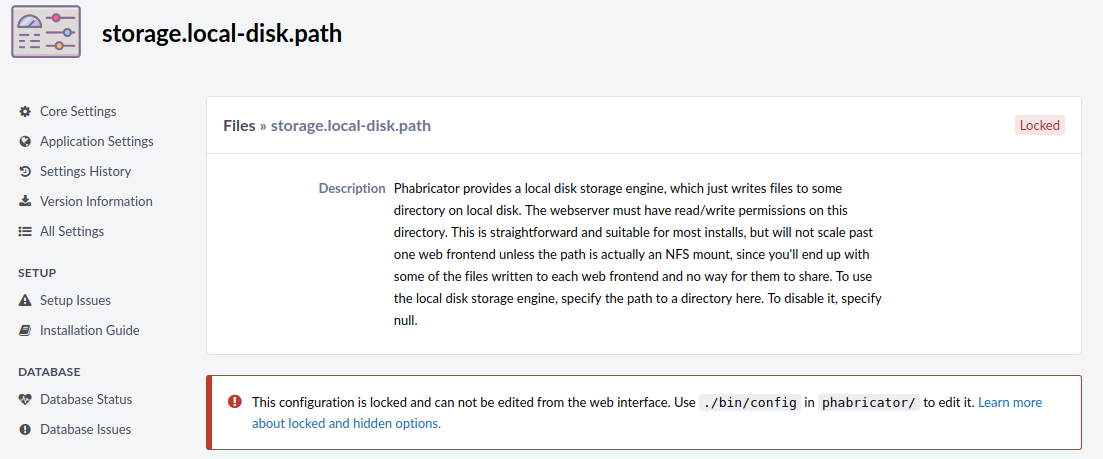 storage.local-disk.path
Core Settings
Application Settings
Settings History
Version Information
All Settings
SETUP
Setup Issues
Installation Guide
DATABASE
Database Status
Database Issues
Files » storage.local-disk.path
Locked
Description
Phabricator provides a local disk storage engine, which just writes files to some
directory on local disk. The webserver must have read/write permissions on this
directory. This is straightforward and suitable for most installs, but will not scale past
one web frontend unless the path is actually an NFS mount, since you'll end up with
some of the files written to each web frontend and no way for them to share. To use
the local disk storage engine, specify the path to a directory here. To disable it, specify
null.
This configuration is locked and can not be edited from the web interface. Use ./bin/config in phabricator/ to edit it. Learn more
about locked and hidden options.